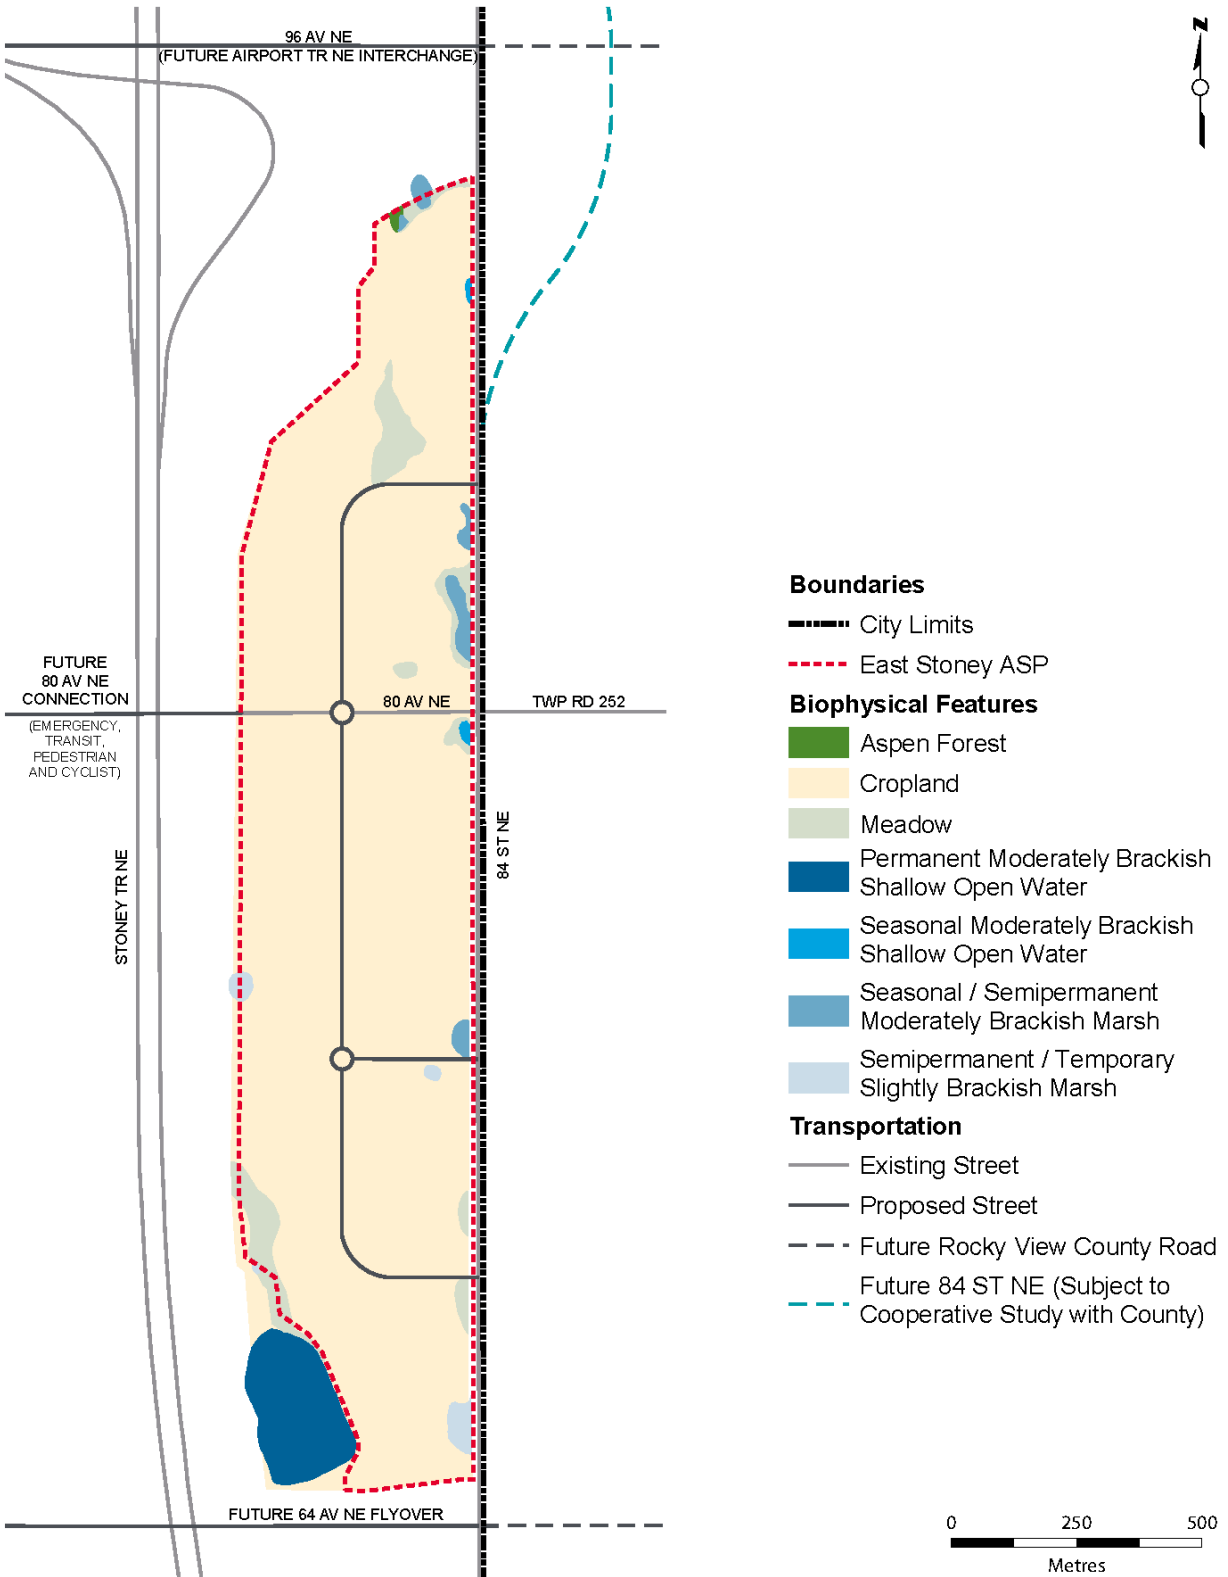 96 AV NE
(FUTURE AIRPORT TR NE INTERCHANGE)
N
FUTURE
80 AV NE
CONNECTION
(EMERGENCY,
TRANSIT,
PEDESTRIAN
AND CYCLIST)
80 AV NE
TWP RD 252
STONEY TR NE
84 ST NE
FUTURE 64 AV NE FLYOVER
Boundaries
City Limits
East Stoney ASP
Biophysical Features
Aspen Forest
Cropland
Meadow
Permanent Moderately Brackish
Shallow Open Water
Seasonal Moderately Brackish
Shallow Open Water
Seasonal / Semipermanent
Moderately Brackish Marsh
Semipermanent / Temporary
Slightly Brackish Marsh
Transportation
Existing Street
Proposed Street
Future Rocky View County Road
Future 84 ST NE (Subject to
Cooperative Study with County)
0 250 500
Metres